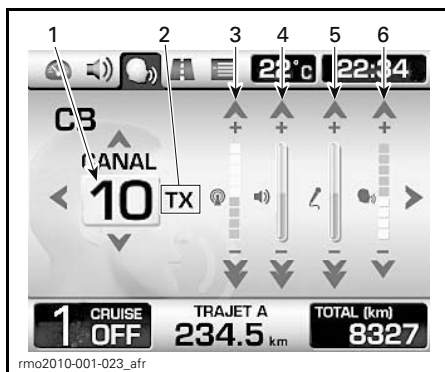 1 2 3 4 5 6
22°c 22:34
CB
CANAL
10 TX
+ + + +
− − − −
1 CRUISE OFF
TRAJET A
234.5 km
TOTAL (km)
8327
rmo2010-001-023_afr